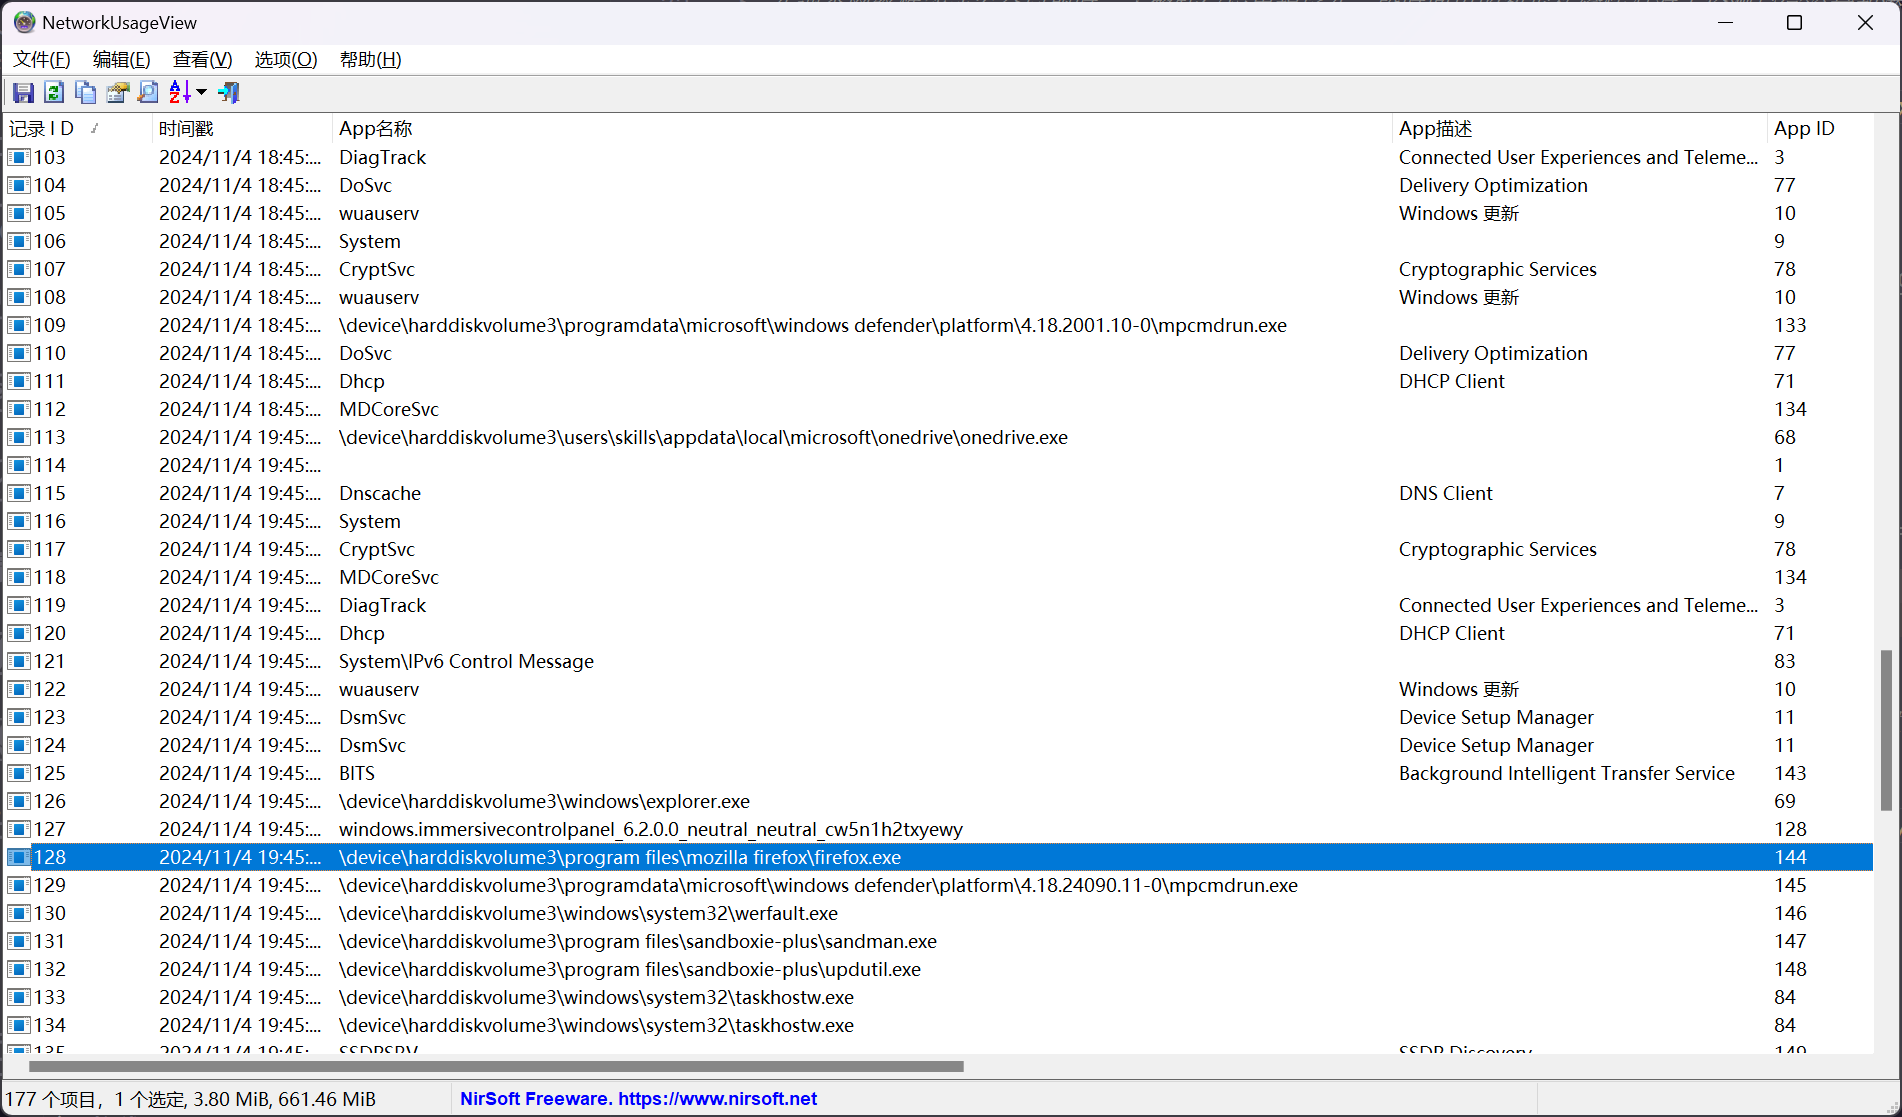 NetworkUsageView
文件(F) 编辑(E) 查看(V) 选项(O) 帮助(H)
记录 I D 时间戳 App名称 App描述 App ID
103 2024/11/4 18:45:... DiagTrack Connected User Experiences and Teleme... 3
104 2024/11/4 18:45:... DoSvc Delivery Optimization 77
105 2024/11/4 18:45:... wuauserv Windows 更新 10
106 2024/11/4 18:45:... System 9
107 2024/11/4 18:45:... CryptSvc Cryptographic Services 78
108 2024/11/4 18:45:... wuauserv Windows 更新 10
109 2024/11/4 18:45:... \device\harddiskvolume3\programdata\microsoft\windows defender\platform\4.18.2001.10-0\mpcmdrun.exe 133
110 2024/11/4 18:45:... DoSvc Delivery Optimization 77
111 2024/11/4 18:45:... Dhcp DHCP Client 71
112 2024/11/4 18:45:... MDCoreSvc 134
113 2024/11/4 19:45:... \device\harddiskvolume3\users\skills\appdata\local\microsoft\onedrive\onedrive.exe 68
114 2024/11/4 19:45:... 1
115 2024/11/4 19:45:... Dnscache DNS Client 7
116 2024/11/4 19:45:... System 9
117 2024/11/4 19:45:... CryptSvc Cryptographic Services 78
118 2024/11/4 19:45:... MDCoreSvc 134
119 2024/11/4 19:45:... DiagTrack Connected User Experiences and Teleme... 3
120 2024/11/4 19:45:... Dhcp DHCP Client 71
121 2024/11/4 19:45:... System\IPv6 Control Message 83
122 2024/11/4 19:45:... wuauserv Windows 更新 10
123 2024/11/4 19:45:... DsmSvc Device Setup Manager 11
124 2024/11/4 19:45:... DsmSvc Device Setup Manager 11
125 2024/11/4 19:45:... BITS Background Intelligent Transfer Service 143
126 2024/11/4 19:45:... \device\harddiskvolume3\windows\explorer.exe 69
127 2024/11/4 19:45:... windows.immersivecontrolpanel_6.2.0.0_neutral_neutral_cw5n1h2txyewy 128
128 2024/11/4 19:45:... \device\harddiskvolume3\program files\mozilla firefox\firefox.exe 144
129 2024/11/4 19:45:... \device\harddiskvolume3\programdata\microsoft\windows defender\platform\4.18.24090.11-0\mpcmdrun.exe 145
130 2024/11/4 19:45:... \device\harddiskvolume3\windows\system32\werfault.exe 146
131 2024/11/4 19:45:... \device\harddiskvolume3\program files\sandboxie-plus\sandman.exe 147
132 2024/11/4 19:45:... \device\harddiskvolume3\program files\sandboxie-plus\updutil.exe 148
133 2024/11/4 19:45:... \device\harddiskvolume3\windows\system32\taskhostw.exe 84
134 2024/11/4 19:45:... \device\harddiskvolume3\windows\system32\taskhostw.exe 84
135 2024/11/4 19:45:... SSDPSRV SSDP Discovery 149
177 个项目, 1 个选定, 3.80 MiB, 661.46 MiB NirSoft Freeware. https://www.nirsoft.net